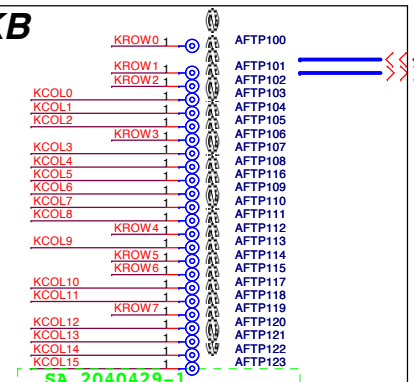 KB
KROW0 1 AFTP100
KROW1 1 AFTP101
KROW2 1 AFTP102
KCOL0 1 AFTP103
KCOL1 1 AFTP104
KCOL2 1 AFTP105
KROW3 1 AFTP106
KCOL3 1 AFTP107
KCOL4 1 AFTP108
KCOL5 1 AFTP116
KCOL6 1 AFTP109
KCOL7 1 AFTP110
KCOL8 1 AFTP111
KROW4 1 AFTP112
KCOL9 1 AFTP113
KROW5 1 AFTP114
KROW6 1 AFTP115
KCOL10 1 AFTP117
KCOL11 1 AFTP118
KROW7 1 AFTP119
KCOL12 1 AFTP120
KCOL13 1 AFTP121
KCOL14 1 AFTP122
KCOL15 1 AFTP123
SA 2040429-1